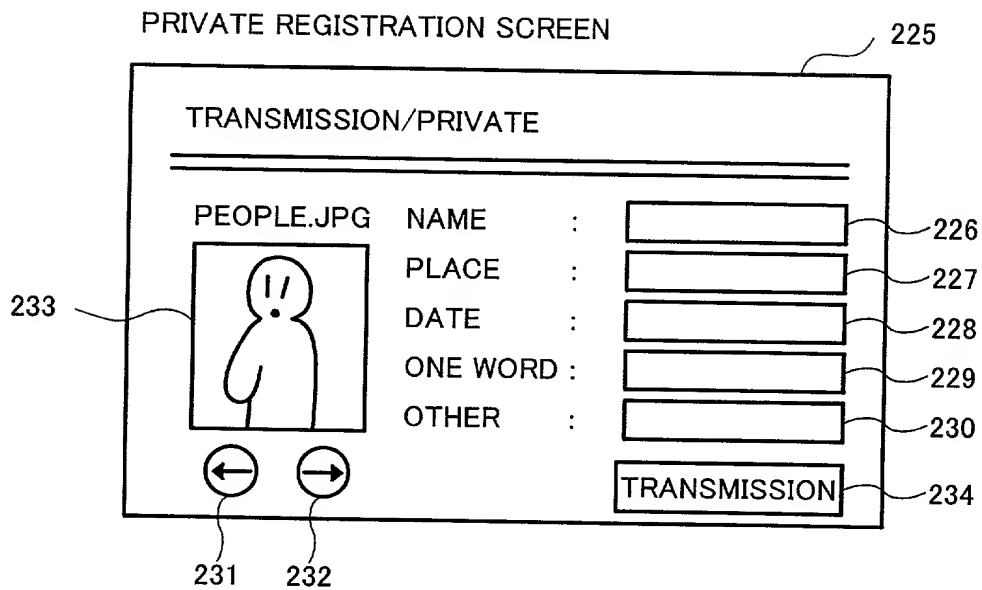 PRIVATE REGISTRATION SCREEN
225
TRANSMISSION/PRIVATE
PEOPLE.JPG
NAME :
226
PLACE :
227
233
DATE :
228
ONE WORD :
229
OTHER :
230
TRANSMISSION
234
231
232